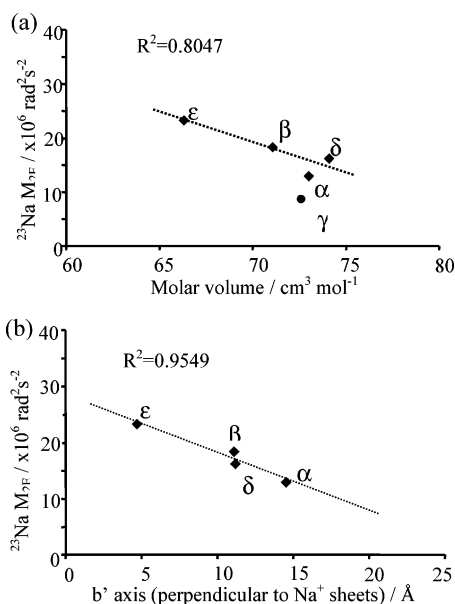 (a)
R²=0.8047
40
30
20
10
0
²³Na M₂E / x10⁶ rad²s⁻²
ε
β
δ
α
γ
60
70
80
Molar volume / cm³ mol⁻¹
(b)
R²=0.9549
40
30
20
10
0
²³Na M₂E / x10⁶ rad²s⁻²
ε
β
δ
α
0
5
10
15
20
25
b' axis (perpendicular to Na⁺ sheets) / Å